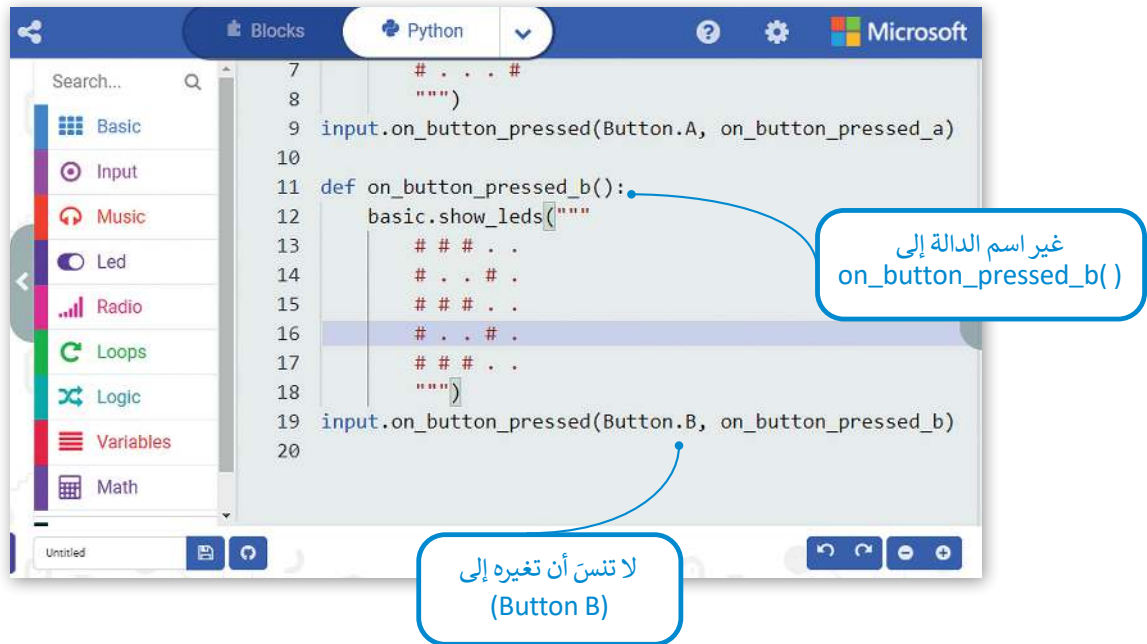 Blocks
Python
Microsoft
Search...
Basic
Input
Music
Led
Radio
Loops
Logic
Variables
Math
7 # . . . #
8 """)
9 input.on_button_pressed(Button.A, on_button_pressed_a)
10
11 def on_button_pressed_b():
12 basic.show_leds("""
13 # # # . .
14 # . . # .
15 # # # . .
16 # . . # .
17 # # # . .
18 """)
19 input.on_button_pressed(Button.B, on_button_pressed_b)
20
غير اسم الدالة إلى
on_button_pressed_b( )
Untitled
لا تنسَ أن تغيره إلى
(Button B)